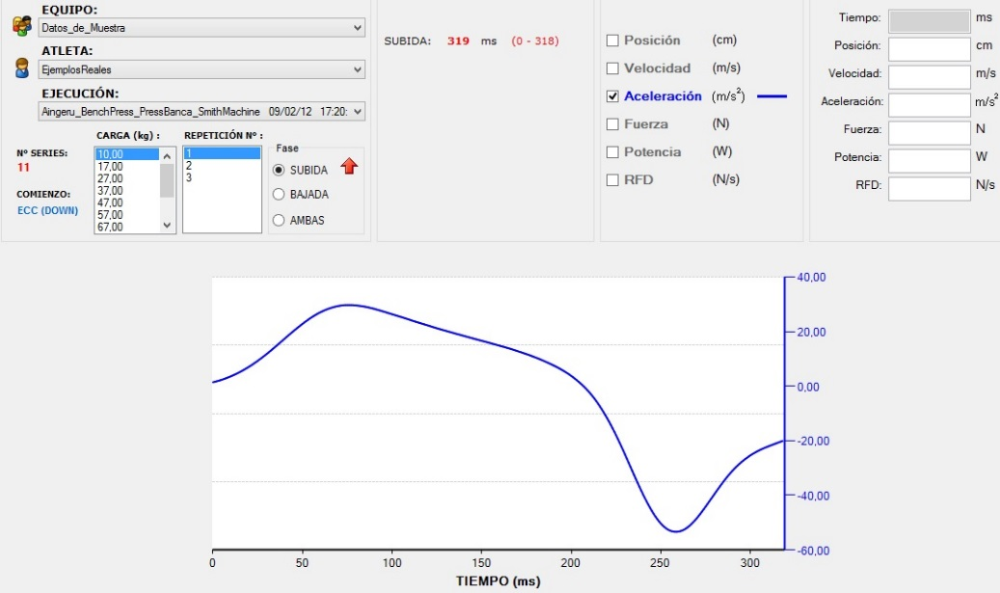 EQUIPO:
Datos_de_Muestra
ATLETA:
EjemplosReales
EJECUCIÓN:
Aingeru_BenchPress_PressBanca_SmithMachine 09/02/12 17:20:
Nº SERIES:
11
COMIENZO:
ECC (DOWN)
CARGA (kg) :
10,00
17,00
27,00
37,00
47,00
57,00
67,00
REPETICIÓN Nº :
1
2
3
Fase
SUBIDA
BAJADA
AMBAS
SUBIDA: 319 ms (0 - 318)
Posición (cm)
Velocidad (m/s)
Aceleración (m/s²)
Fuerza (N)
Potencia (W)
RFD (N/s)
Tiempo: ms
Posición: cm
Velocidad: m/s
Aceleración: m/s²
Fuerza: N
Potencia: W
RFD: N/s
40,00
20,00
0,00
-20,00
-40,00
-60,00
0 50 100 150 200 250 300
TIEMPO (ms)